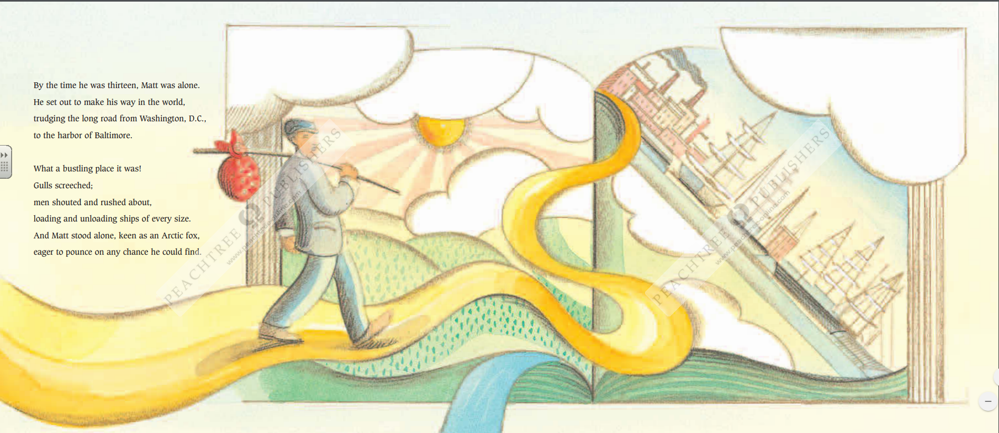 By the time he was thirteen, Matt was alone.
He set out to make his way in the world,
trudging the long road from Washington, D.C.,
to the harbor of Baltimore.
What a bustling place it was!
Gulls screeched;
men shouted and rushed about,
loading and unloading ships of every size.
And Matt stood alone, keen as an Arctic fox,
eager to pounce on any chance he could find.
PEACHTREE PUBLISHERS
www.peachtree-online.com
PEACHTREE PUBLISHERS
www.peachtree-online.com